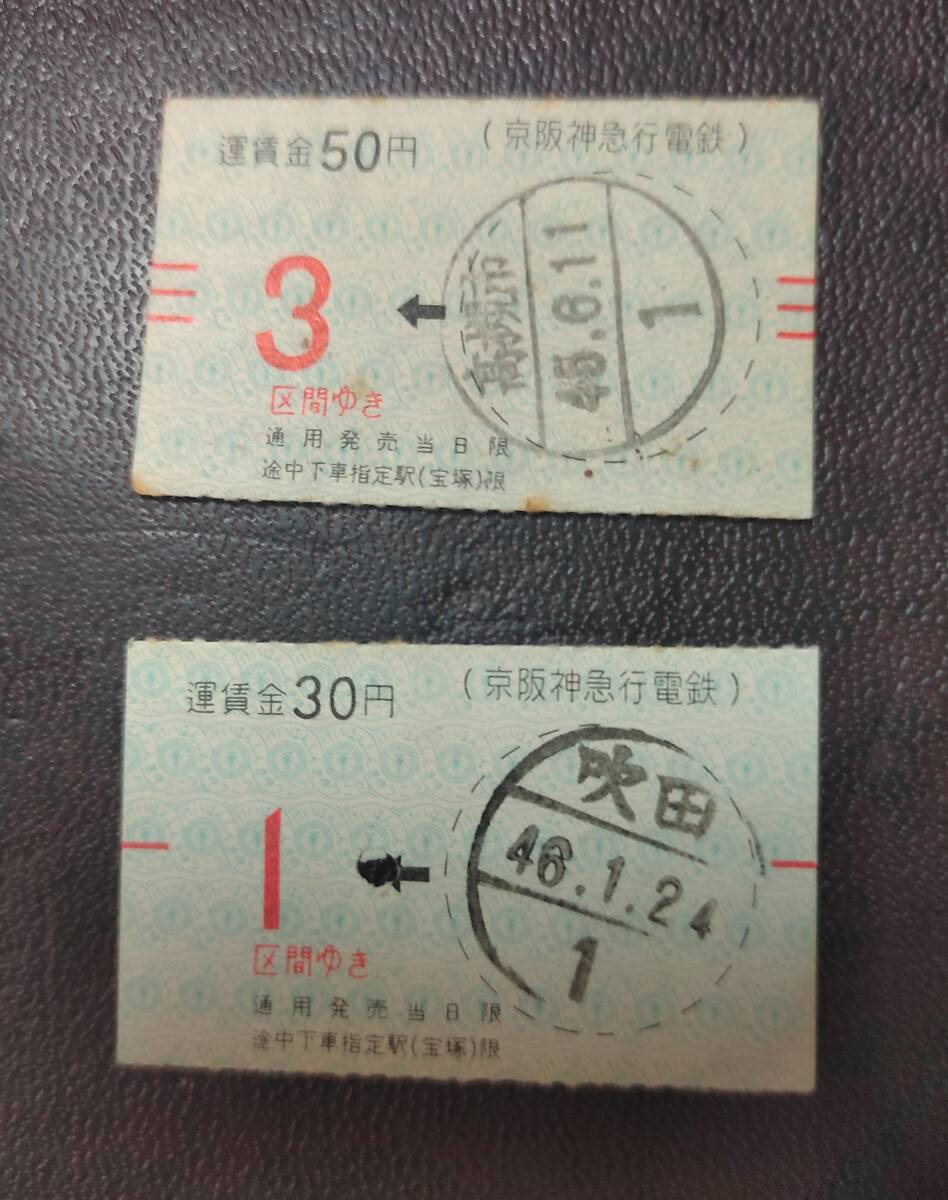 運賃金50円
(京阪神急行電鉄)
3
区間ゆき
高槻市
45.6.11
1
通用発売当日限
途中下車指定駅(宝塚)限
運賃金30円
(京阪神急行電鉄)
1
区間ゆき
吹田
46.1.24
1
通用発売当日限
途中下車指定駅(宝塚)限